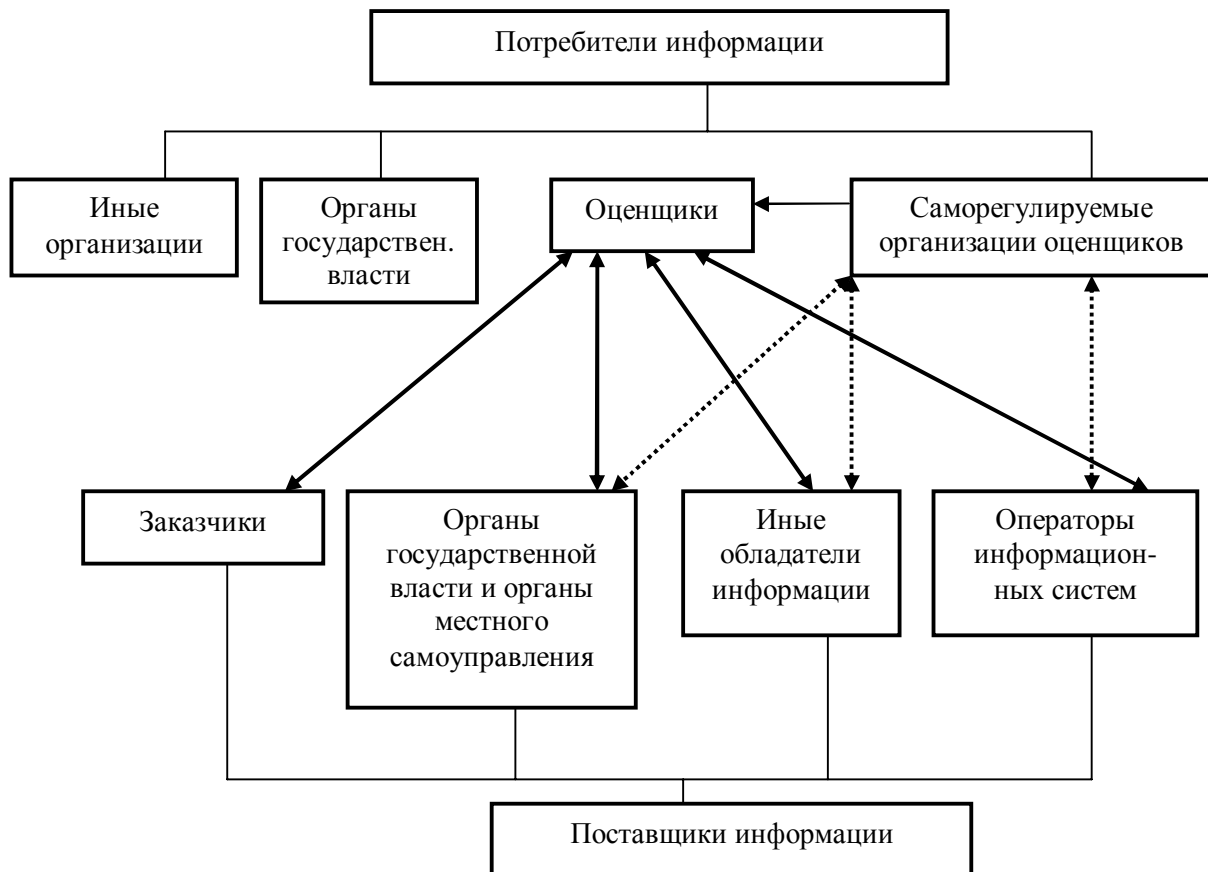 Потребители информации
Иные
организации
Органы
государствен.
власти
Оценщики
Саморегулируемые
организации оценщиков
Заказчики
Органы
государственной
власти и органы
местного
самоуправления
Иные
обладатели
информации
Операторы
информацион-
ных систем
Поставщики информации